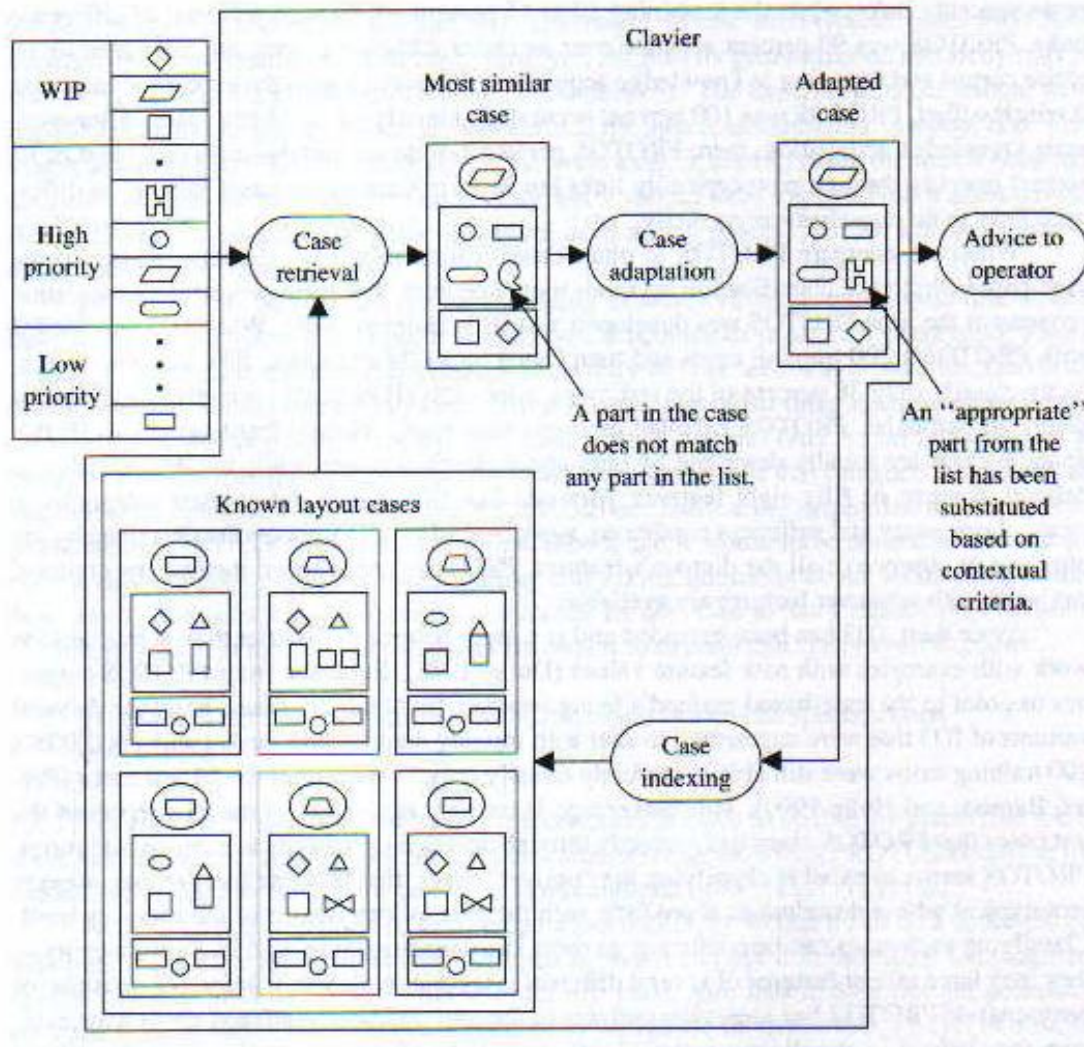 Clavier
WIP
Most similar
case
Adapted
case
High
priority
Case
retrieval
Case
adaptation
Advice to
operator
Low
priority
A part in the case
does not match
any part in the list.
An "appropriate"
part from the
list has been
substituted
based on
contextual
criteria.
Known layout cases
Case
indexing